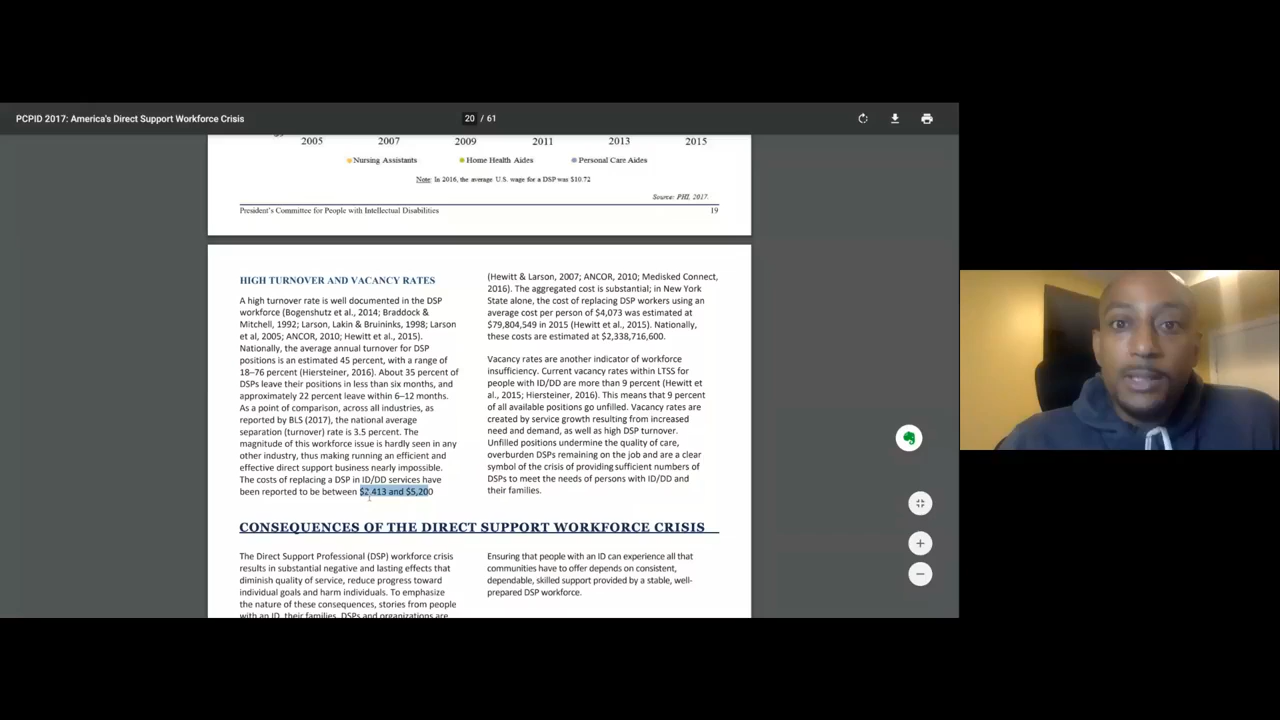 PCPID 2017: America's Direct Support Workforce Crisis
20 / 61
2005 2007 2009 2011 2013 2015
Nursing Assistants Home Health Aides Personal Care Aides
Note: In 2016, the average U.S. wage for a DSP was $10.72
Source: PHI, 2017.
President's Committee for People with Intellectual Disabilities 19
HIGH TURNOVER AND VACANCY RATES
A high turnover rate is well documented in the DSP
workforce (Bogenshutz et al., 2014; Braddock &
Mitchell, 1992; Larson, Lakin & Bruininks, 1998; Larson
et al, 2005; ANCOR, 2010; Hewitt et al., 2015).
Nationally, the average annual turnover for DSP
positions is an estimated 45 percent, with a range of
18–76 percent (Hiersteiner, 2016). About 35 percent of
DSPs leave their positions in less than six months, and
approximately 22 percent leave within 6–12 months.
As a point of comparison, across all industries, as
reported by BLS (2017), the national average
separation (turnover) rate is 3.5 percent. The
magnitude of this workforce issue is hardly seen in any
other industry, thus making running an efficient and
effective direct support business nearly impossible.
The costs of replacing a DSP in ID/DD services have
been reported to be between $2,413 and $5,200
(Hewitt & Larson, 2007; ANCOR, 2010; Medisked Connect,
2016). The aggregated cost is substantial; in New York
State alone, the cost of replacing DSP workers using an
average cost per person of $4,073 was estimated at
$79,804,549 in 2015 (Hewitt et al., 2015). Nationally,
these costs are estimated at $2,338,716,600.
Vacancy rates are another indicator of workforce
insufficiency. Current vacancy rates within LTSS for
people with ID/DD are more than 9 percent (Hewitt et
al., 2015; Hiersteiner, 2016). This means that 9 percent
of all available positions go unfilled. Vacancy rates are
created by service growth resulting from increased
need and demand, as well as high DSP turnover.
Unfilled positions undermine the quality of care,
overburden DSPs remaining on the job and are a clear
symbol of the crisis of providing sufficient numbers of
DSPs to meet the needs of persons with ID/DD and
their families.
CONSEQUENCES OF THE DIRECT SUPPORT WORKFORCE CRISIS
The Direct Support Professional (DSP) workforce crisis
results in substantial negative and lasting effects that
diminish quality of service, reduce progress toward
individual goals and harm individuals. To emphasize
the nature of these consequences, stories from people
with an ID, their families, DSPs and organizations are
Ensuring that people with an ID can experience all that
communities have to offer depends on consistent,
dependable, skilled support provided by a stable, well-
prepared DSP workforce.